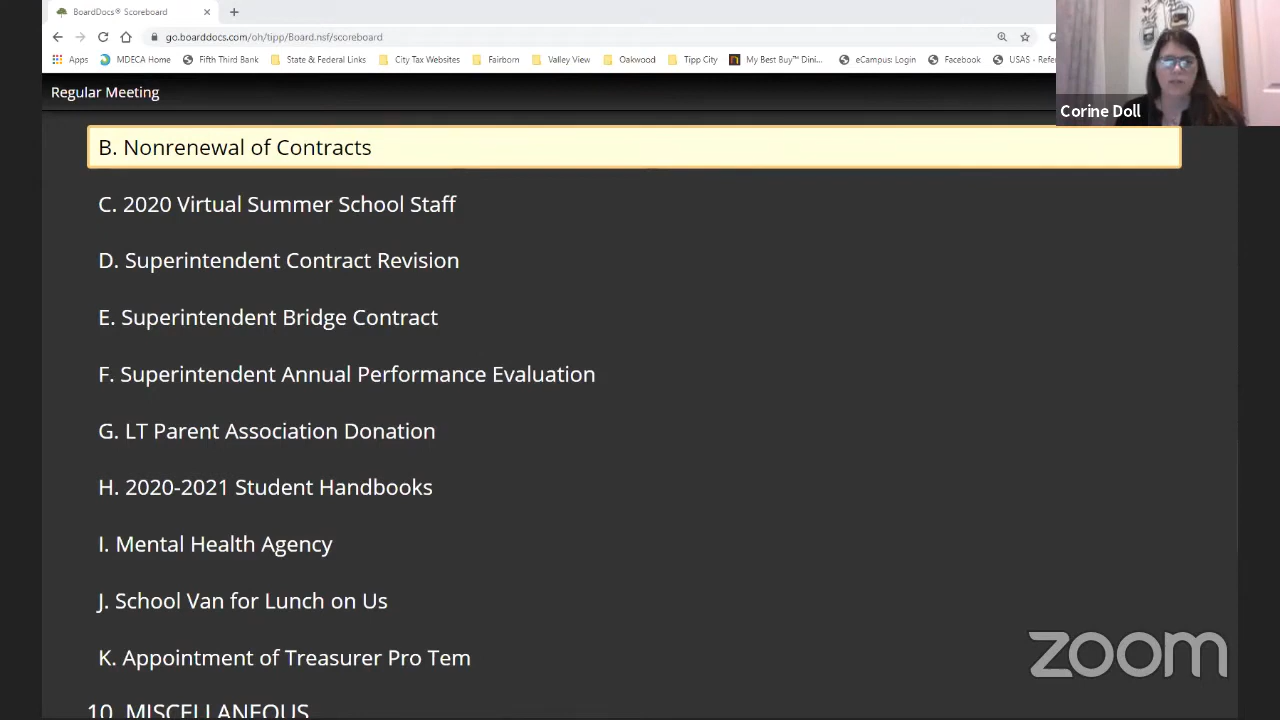 BoardDocs® Scoreboard
go.boarddocs.com/oh/tipp/Board.nsf/scoreboard
Apps MDECA Home Fifth Third Bank State & Federal Links City Tax Websites Fairborn Valley View Oakwood Tipp City My Best Buy™ Dini... eCampus: Login Facebook USAS - Refe
Regular Meeting
Corine Doll
B. Nonrenewal of Contracts
C. 2020 Virtual Summer School Staff
D. Superintendent Contract Revision
E. Superintendent Bridge Contract
F. Superintendent Annual Performance Evaluation
G. LT Parent Association Donation
H. 2020-2021 Student Handbooks
I. Mental Health Agency
J. School Van for Lunch on Us
K. Appointment of Treasurer Pro Tem
zoom
10. MISCELLANEOUS